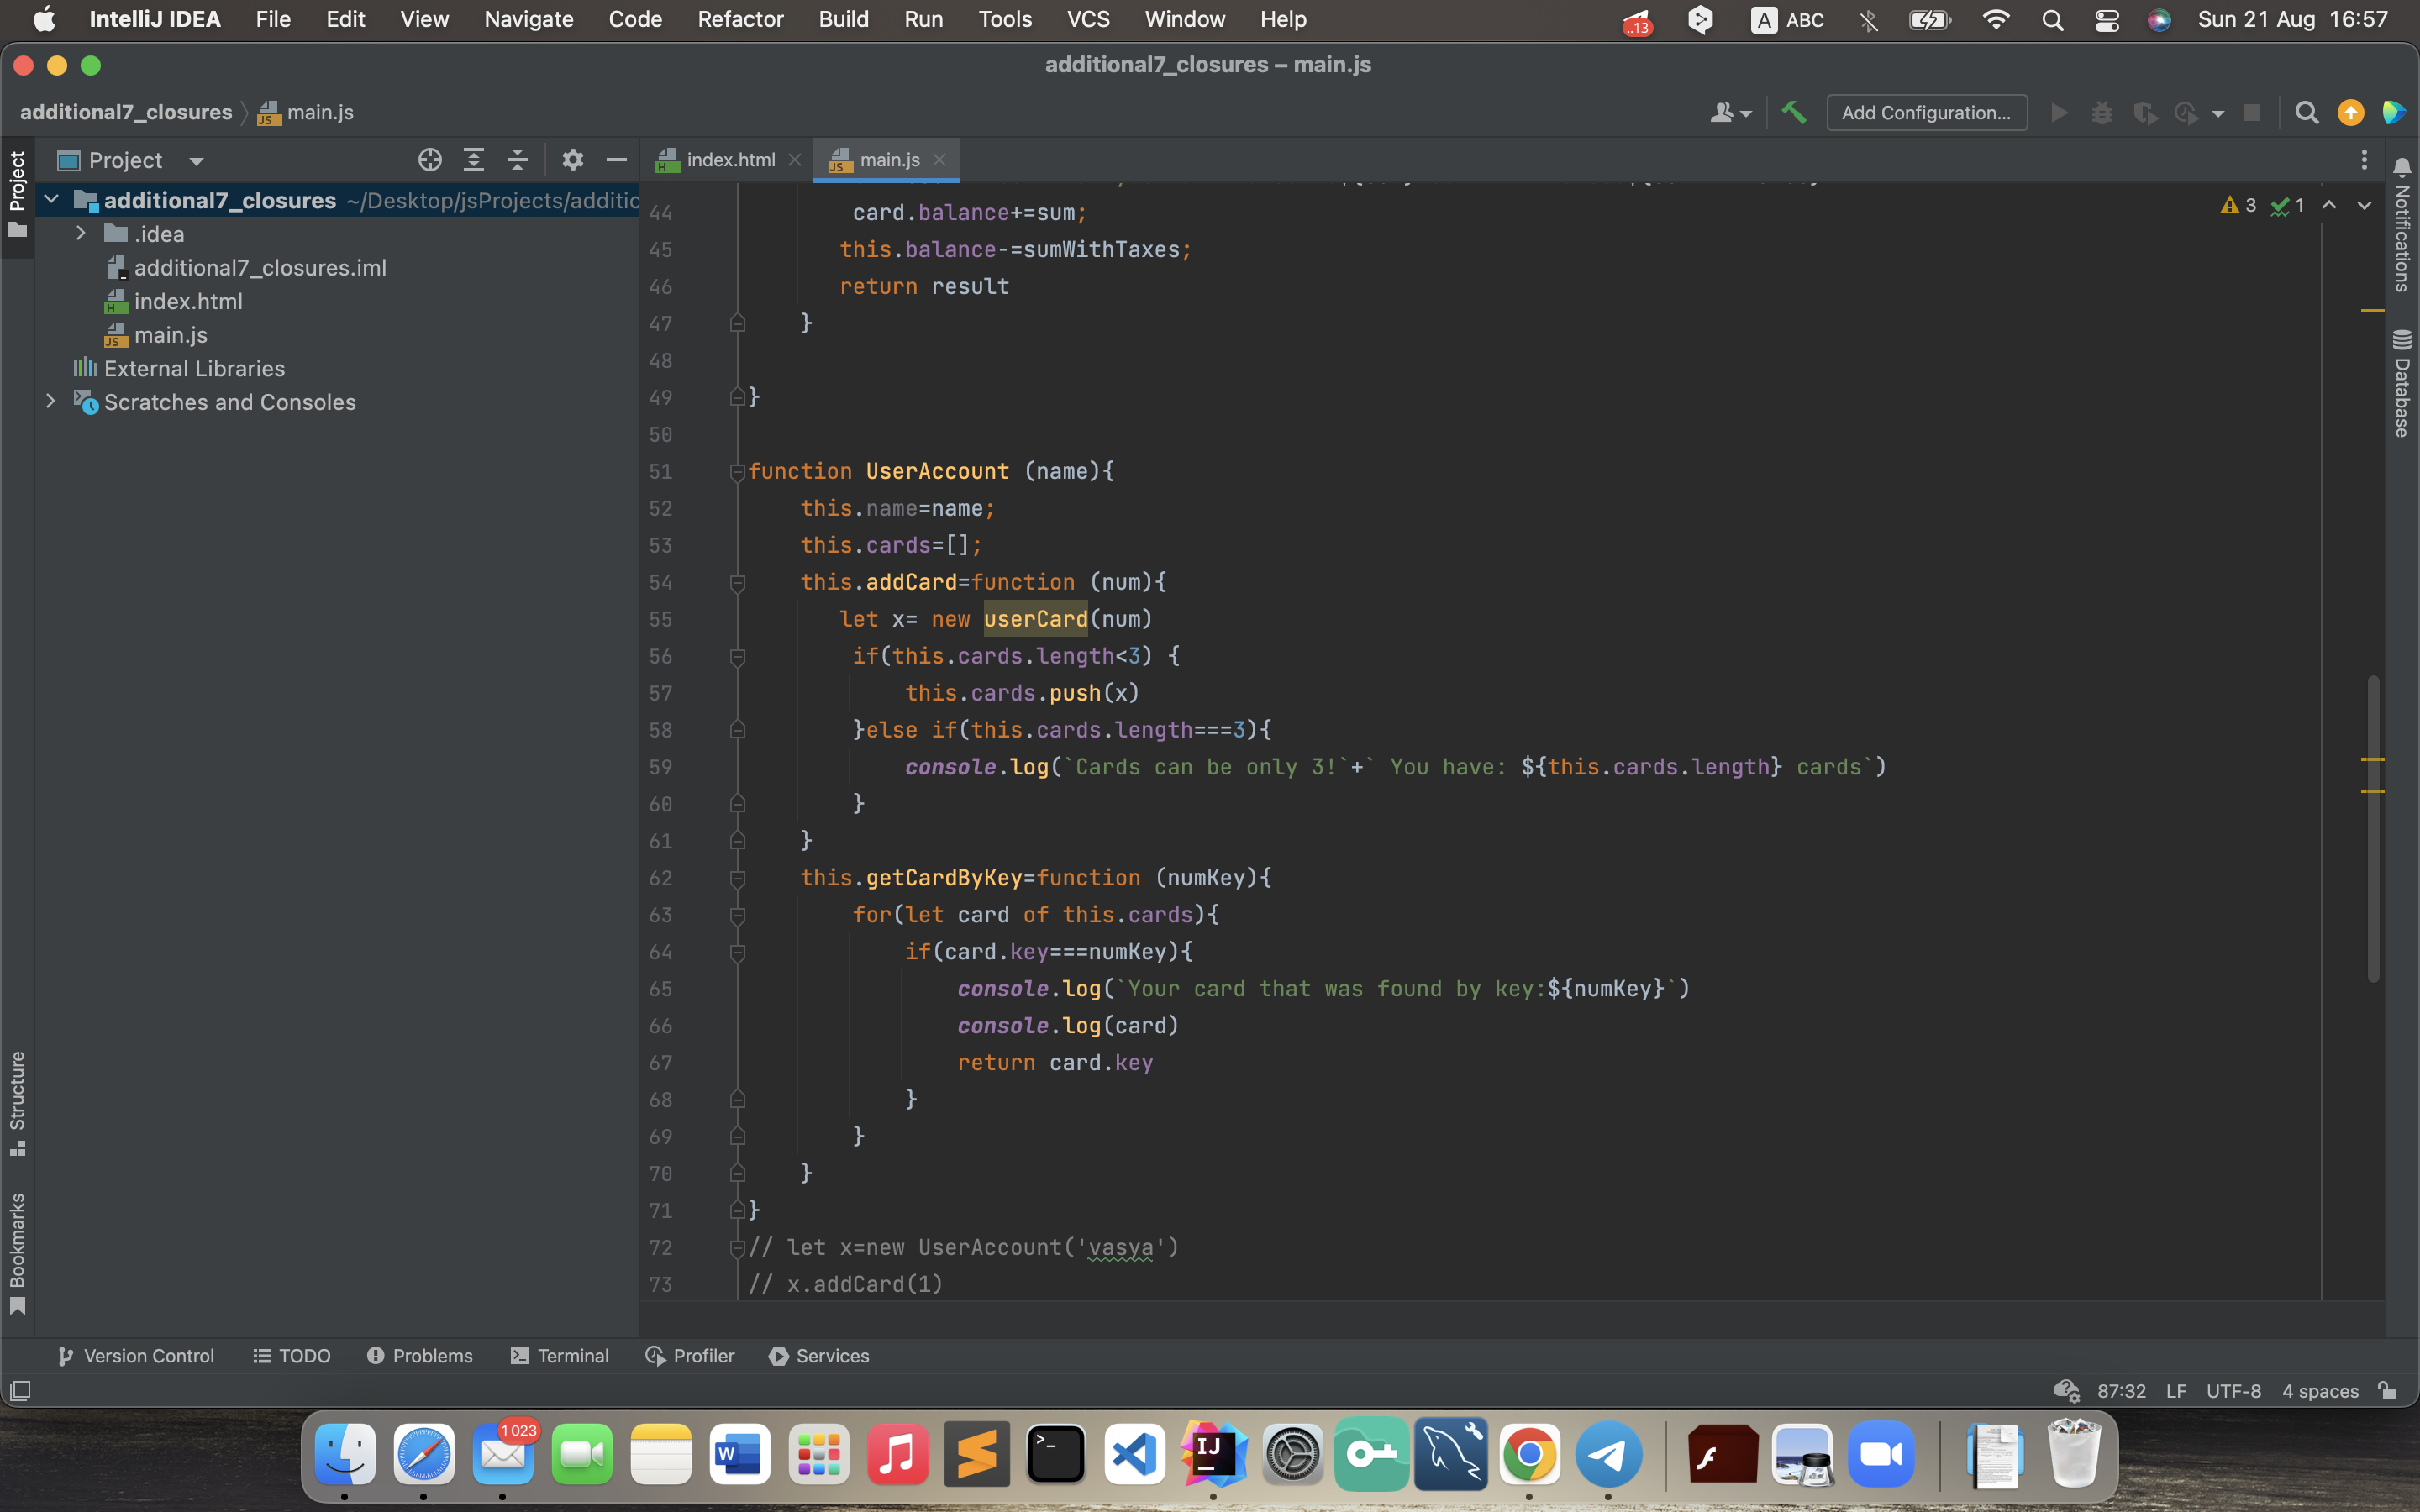 IntelliJ IDEA File Edit View Navigate Code Refactor Build Run Tools VCS Window Help ..13 A ABC Sun 21 Aug 16:57
additional7_closures – main.js
additional7_closures main.js Add Configuration...
Project
Project
index.html
main.js
additional7_closures ~/Desktop/jsProjects/additic
.idea
additional7_closures.iml
index.html
main.js
External Libraries
Scratches and Consoles
3 1
44 card.balance+=sum;
45 this.balance-=sumWithTaxes;
46 return result
47 }
48
49 }
50
51 function UserAccount (name){
52 this.name=name;
53 this.cards=[];
54 this.addCard=function (num){
55 let x= new userCard(num)
56 if(this.cards.length<3) {
57 this.cards.push(x)
58 }else if(this.cards.length===3){
59 console.log(`Cards can be only 3!`+` You have: ${this.cards.length} cards`)
60 }
61 }
62 this.getCardByKey=function (numKey){
63 for(let card of this.cards){
64 if(card.key===numKey){
65 console.log(`Your card that was found by key:${numKey}`)
66 console.log(card)
67 return card.key
68 }
69 }
70 }
71 }
72 // let x=new UserAccount('vasya')
73 // x.addCard(1)
Notifications
Database
Structure
Bookmarks
Version Control TODO Problems Terminal Profiler Services
87:32 LF UTF-8 4 spaces
1 023
W
IJ